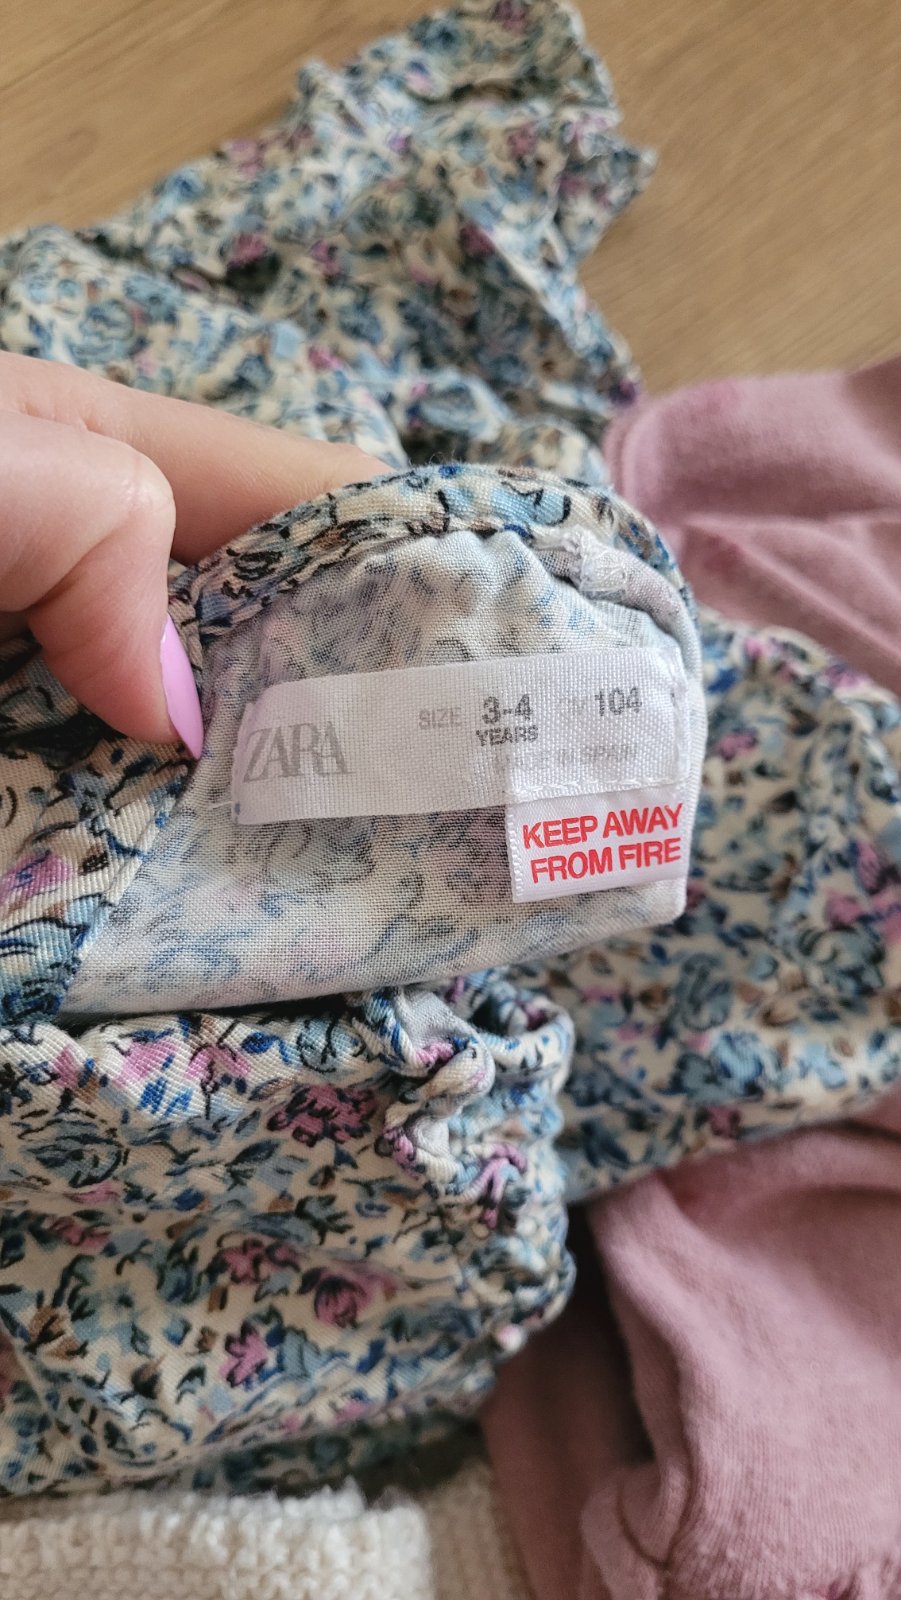 ZARA
SIZE 3-4 CM 104
YEARS
MADE IN SPAIN
KEEP AWAY
FROM FIRE